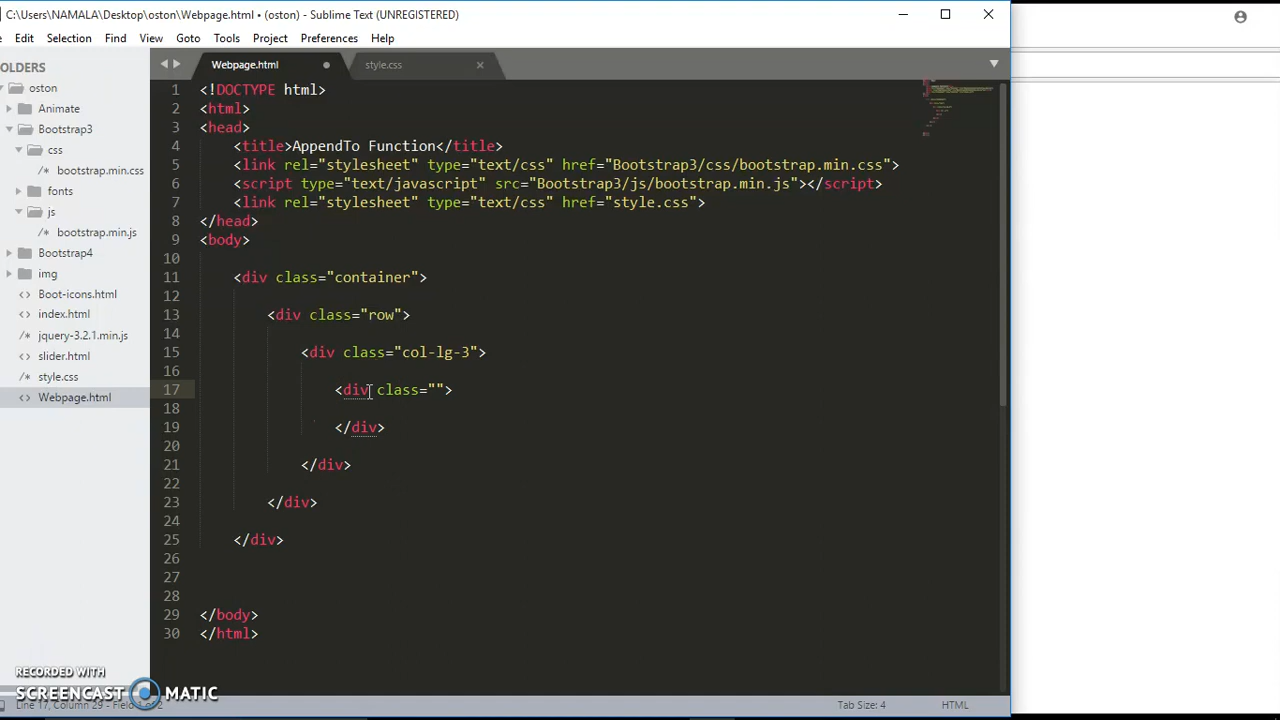 C:\Users\NAMALA\Desktop\oston\Webpage.html • (oston) - Sublime Text (UNREGISTERED)
Edit Selection Find View Goto Tools Project Preferences Help
OLDERS
oston
Animate
Bootstrap3
css
bootstrap.min.css
fonts
js
bootstrap.min.js
Bootstrap4
img
Boot-icons.html
index.html
jquery-3.2.1.min.js
slider.html
style.css
Webpage.html
Webpage.html style.css
1 <!DOCTYPE html>
2 <html>
3 <head>
4 <title>AppendTo Function</title>
5 <link rel="stylesheet" type="text/css" href="Bootstrap3/css/bootstrap.min.css">
6 <script type="text/javascript" src="Bootstrap3/js/bootstrap.min.js"></script>
7 <link rel="stylesheet" type="text/css" href="style.css">
8 </head>
9 <body>
10
11 <div class="container">
12
13 <div class="row">
14
15 <div class="col-lg-3">
16
17 <div class="">
18
19 </div>
20
21 </div>
22
23 </div>
24
25 </div>
26
27
28
29 </body>
30 </html>
RECORDED WITH
SCREENCAST MATIC
Line 17, Column 29 - Field of 2 Tab Size: 4 HTML